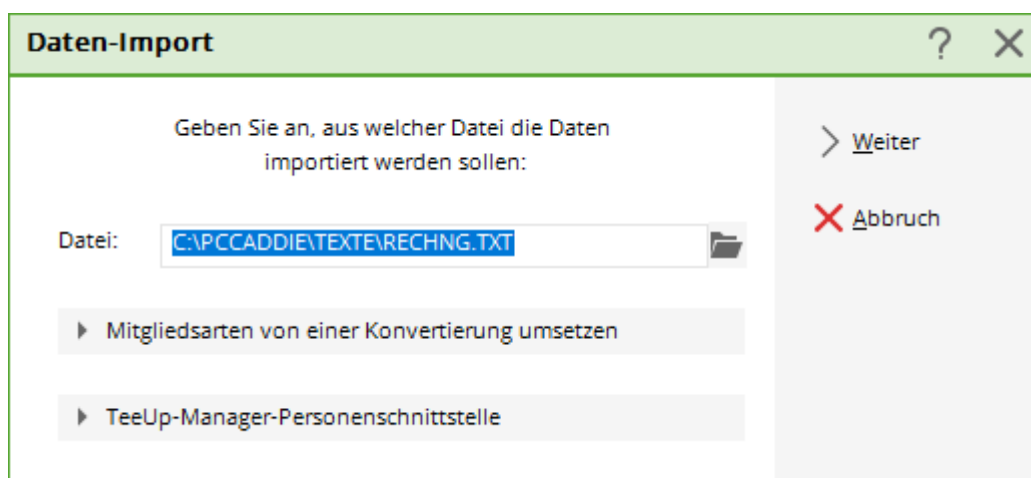 Daten-Import
Geben Sie an, aus welcher Datei die Daten
importiert werden sollen:
Weiter
Abbruch
Datei: C:\PCCADDIE\TEXTE\RECHNG.TXT
Mitgliedsarten von einer Konvertierung umsetzen
TeeUp-Manager-Personenschnittstelle